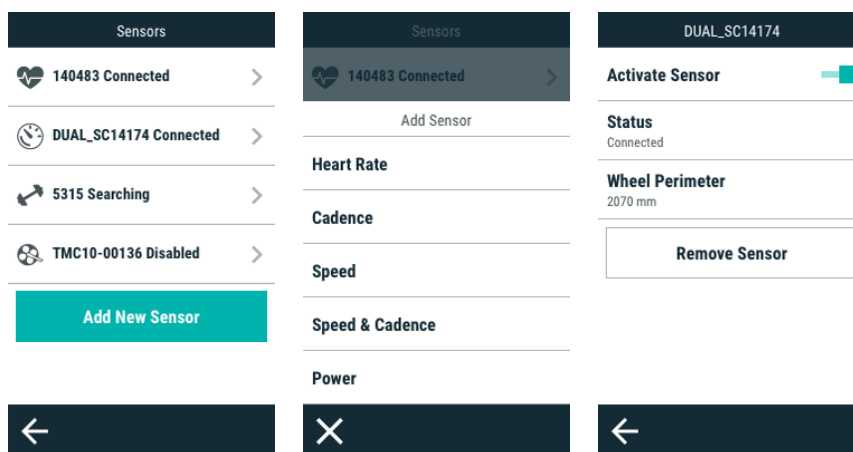 Sensors
140483 Connected
DUAL_SC14174 Connected
5315 Searching
TMC10-00136 Disabled
Add New Sensor
Sensors
140483 Connected
Add Sensor
Heart Rate
Cadence
Speed
Speed & Cadence
Power
DUAL_SC14174
Activate Sensor
Status
Connected
Wheel Perimeter
2070 mm
Remove Sensor